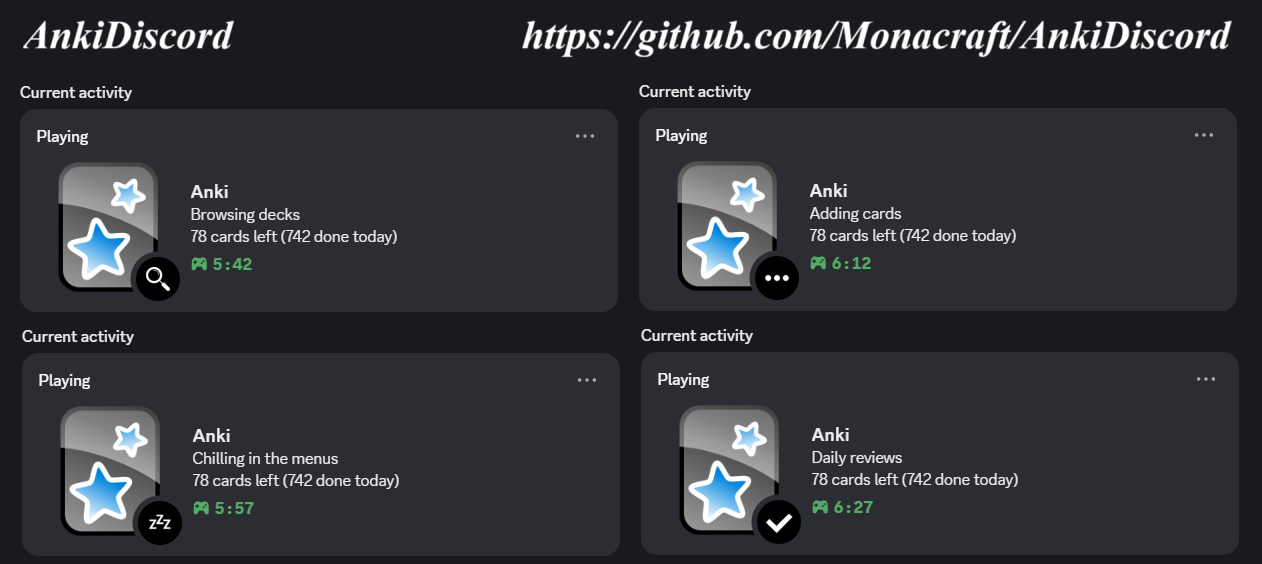 AnkiDiscord
https://github.com/Monacraft/AnkiDiscord
Current activity
Playing
Anki
Browsing decks
78 cards left (742 done today)
5:42
Current activity
Playing
Anki
Adding cards
78 cards left (742 done today)
6:12
Current activity
Playing
Anki
Chilling in the menus
78 cards left (742 done today)
5:57
zZz
Current activity
Playing
Anki
Daily reviews
78 cards left (742 done today)
6:27